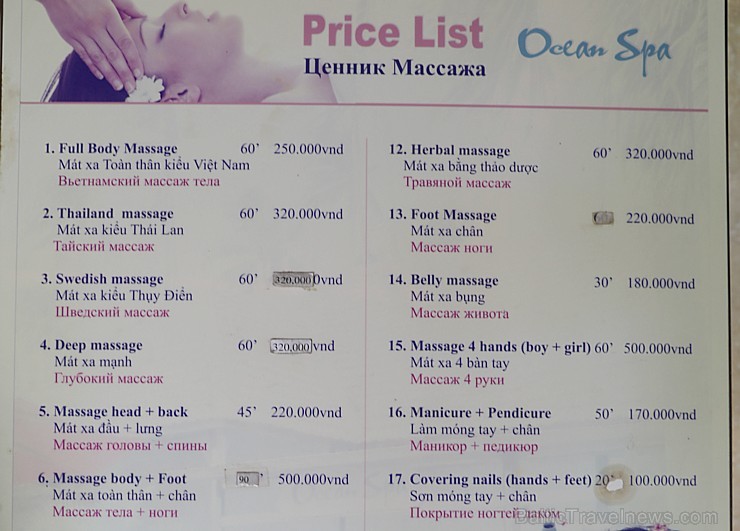 Price List
Ocean Spa
Ценник Массажа
1. Full Body Massage 60' 250.000vnd
Mát xa Toàn thân kiểu Việt Nam
Вьетнамский массаж тела
2. Thailand massage 60' 320.000vnd
Mát xa kiểu Thái Lan
Тайский массаж
3. Swedish massage 60' 320,000 0vnd
Mát xa kiểu Thụy Điển
Шведский массаж
4. Deep massage 60' 320,000 vnd
Mát xa mạnh
Глубокий массаж
5. Massage head + back 45' 220.000vnd
Mát xa đầu + lưng
Массаж головы + спины
6. Massage body + Foot 90 ' 500.000vnd
Mát xa toàn thân + chân
Массаж тела + ноги
12. Herbal massage 60' 320.000vnd
Mát xa bằng thảo dược
Травяной массаж
13. Foot Massage 220.000vnd
Mát xa chân
Массаж ноги
14. Belly massage 30' 180.000vnd
Mát xa bụng
Массаж живота
15. Massage 4 hands (boy + girl) 60' 500.000vnd
Mát xa 4 bàn tay
Массаж 4 руки
16. Manicure + Pendicure 50' 170.000vnd
Làm móng tay + chân
Маникор + педикюр
17. Covering nails (hands + feet) 20' 100.000vnd
Sơn móng tay + chân
Покрытие ногтей лаком
BalticTravelnews.com